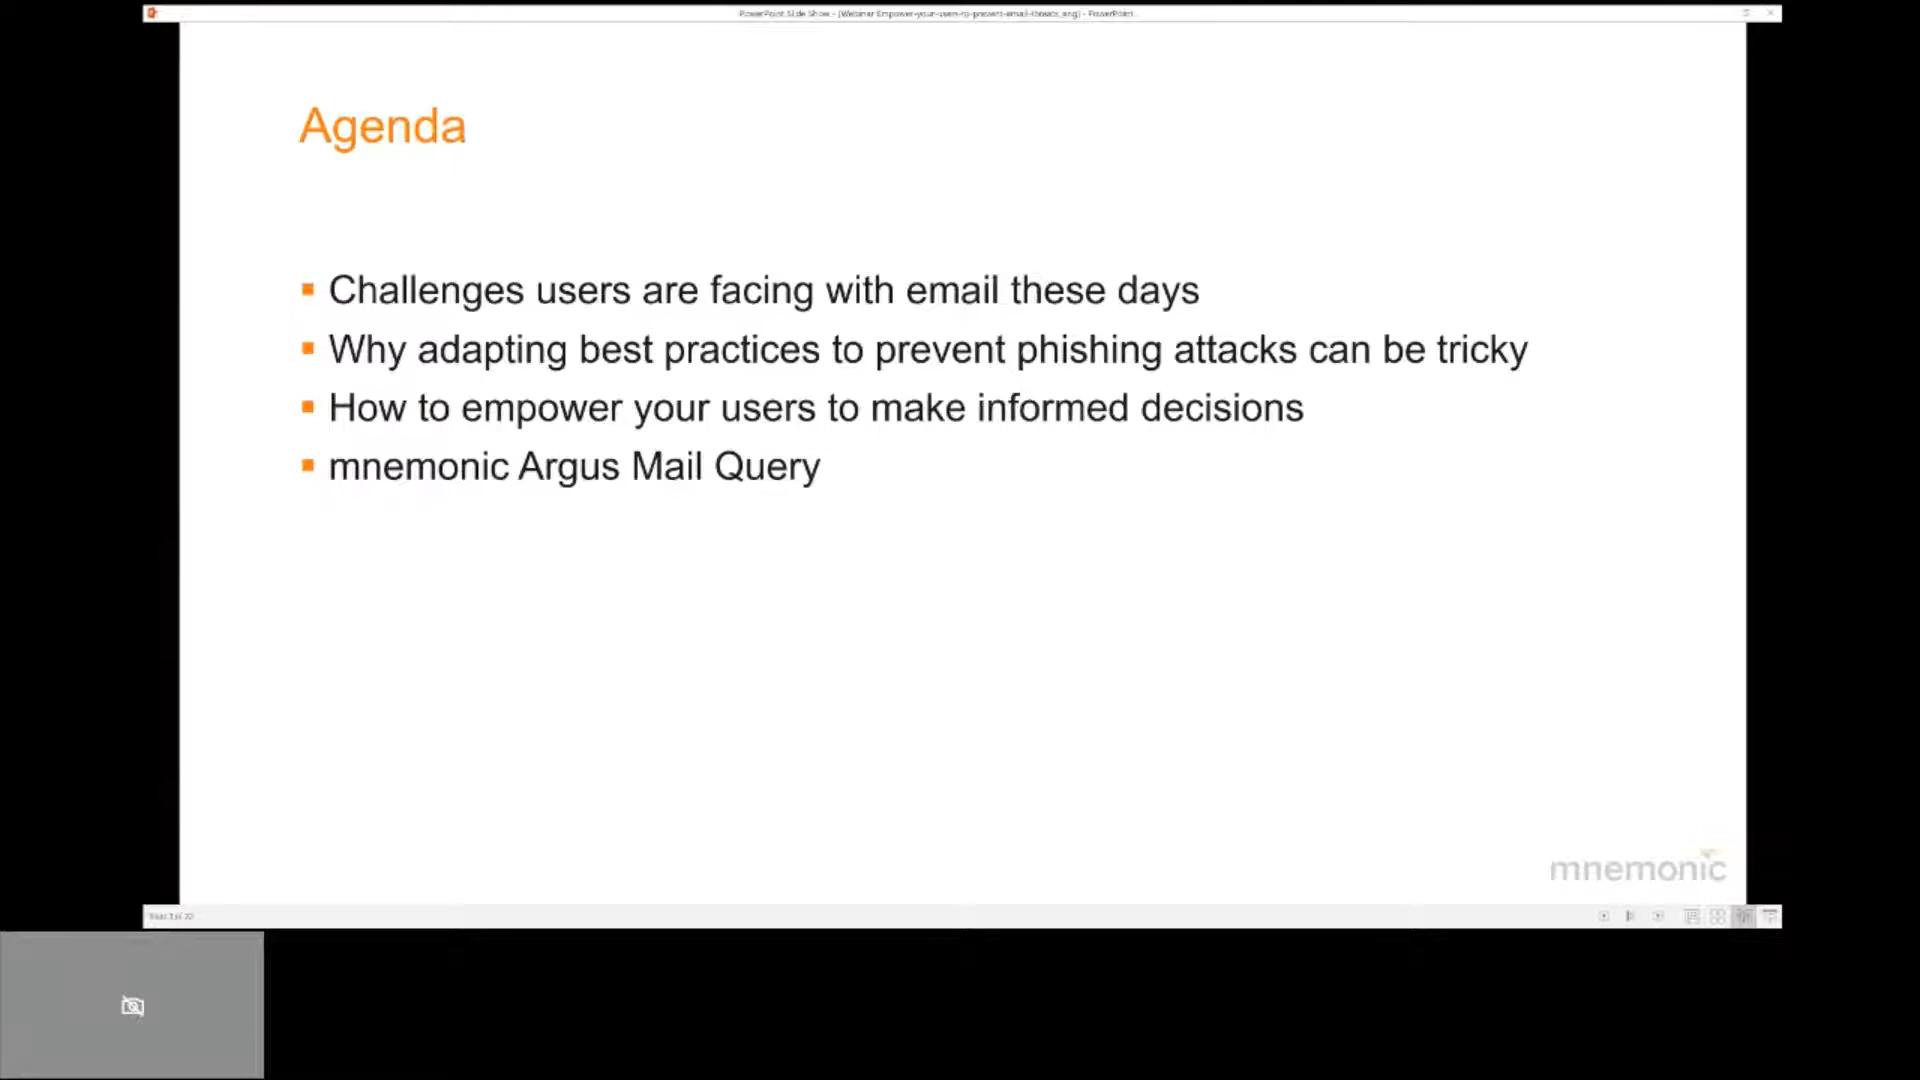 PowerPoint Slide Show - [Webinar Empower-your-users-to-prevent-email-threats_eng] - PowerPoint
Agenda
Challenges users are facing with email these days
Why adapting best practices to prevent phishing attacks can be tricky
How to empower your users to make informed decisions
mnemonic Argus Mail Query
mnemonic